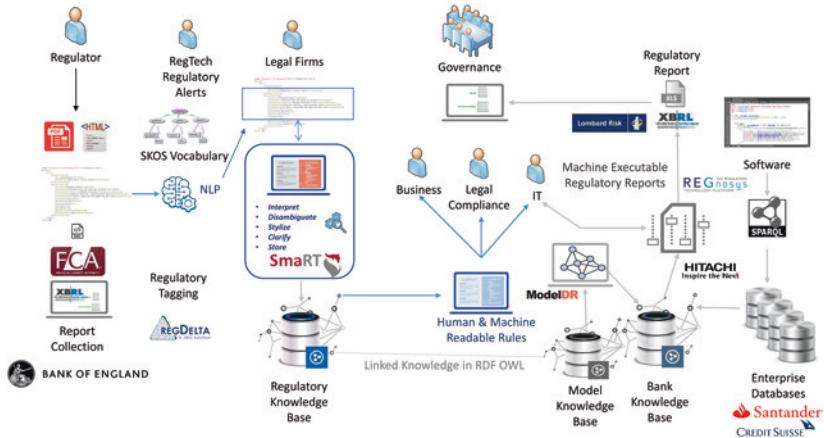 Regulator
RegTech
Regulatory
Alerts
Legal Firms
Governance
Regulatory
Report
PDF
<HTML>
SKOS Vocabulary
NLP
XLS
XBRL
Lombard Risk
Software
Machine Executable
Regulatory Reports
REGnosys
Business
Legal
Compliance
IT
SPARQL
• Interpret
• Disambiguate
• Stylize
• Clarify
• Store
SmaRT
FCA
XBRL
Regulatory
Tagging
REGDELTA
Report
Collection
BANK OF ENGLAND
Regulatory
Knowledge
Base
Human & Machine
Readable Rules
Linked Knowledge in RDF OWL
ModelDR
HITACHI
Inspire the Next
Model
Knowledge
Base
Bank
Knowledge
Base
Enterprise
Databases
Santander
CREDIT SUISSE